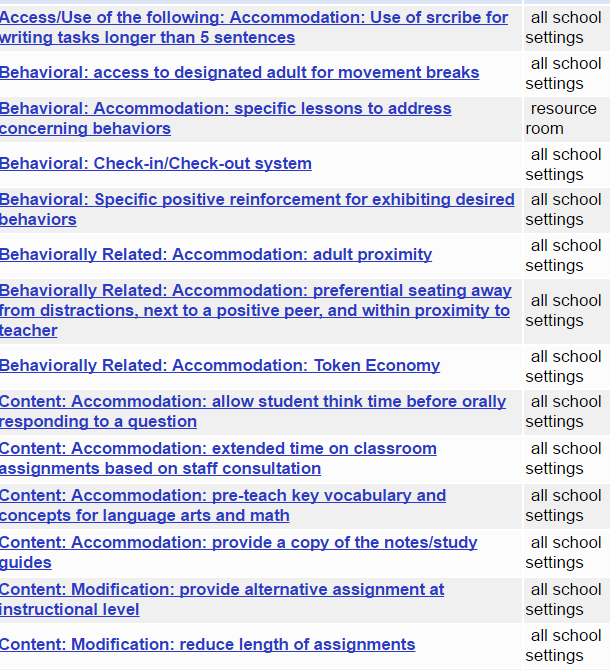 Access/Use of the following: Accommodation: Use of srcribe for
writing tasks longer than 5 sentences
all school
settings
Behavioral: access to designated adult for movement breaks
all school
settings
Behavioral: Accommodation: specific lessons to address
concerning behaviors
resource
room
Behavioral: Check-in/Check-out system
all school
settings
Behavioral: Specific positive reinforcement for exhibiting desired
behaviors
all school
settings
Behaviorally Related: Accommodation: adult proximity
all school
settings
Behaviorally Related: Accommodation: preferential seating away
from distractions, next to a positive peer, and within proximity to
teacher
all school
settings
Behaviorally Related: Accommodation: Token Economy
all school
settings
Content: Accommodation: allow student think time before orally
responding to a question
all school
settings
Content: Accommodation: extended time on classroom
assignments based on staff consultation
all school
settings
Content: Accommodation: pre-teach key vocabulary and
concepts for language arts and math
all school
settings
Content: Accommodation: provide a copy of the notes/study
guides
all school
settings
Content: Modification: provide alternative assignment at
instructional level
all school
settings
Content: Modification: reduce length of assignments
all school
settings